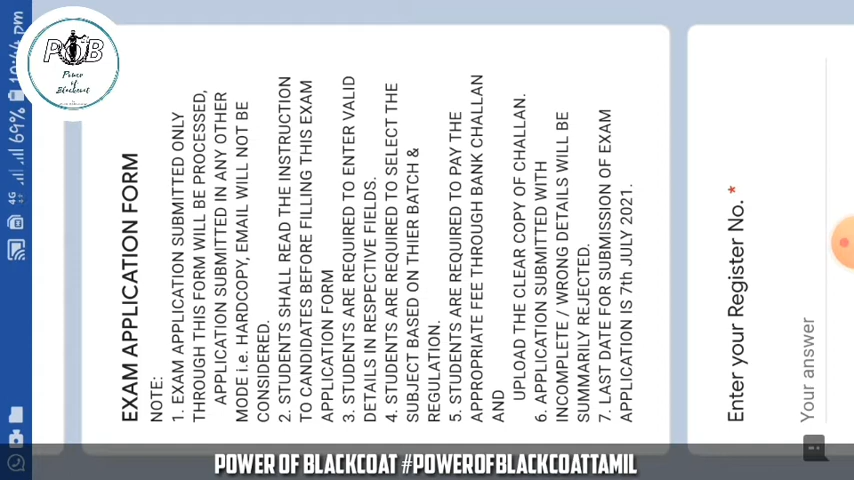 10:44 pm
4G
69%
POB
Power
of
Blackcoat
EXAM APPLICATION FORM
NOTE:
1. EXAM APPLICATION SUBMITTED ONLY
THROUGH THIS FORM WILL BE PROCESSED,
APPLICATION SUBMITTED IN ANY OTHER
MODE i.e. HARDCOPY, EMAIL WILL NOT BE
CONSIDERED.
2. STUDENTS SHALL READ THE INSTRUCTION
TO CANDIDATES BEFORE FILLING THIS EXAM
APPLICATION FORM
3. STUDENTS ARE REQUIRED TO ENTER VALID
DETAILS IN RESPECTIVE FIELDS.
4. STUDENTS ARE REQUIRED TO SELECT THE
SUBJECT BASED ON THIER BATCH &
REGULATION.
5. STUDENTS ARE REQUIRED TO PAY THE
APPROPRIATE FEE THROUGH BANK CHALLAN
AND
UPLOAD THE CLEAR COPY OF CHALLAN.
6. APPLICATION SUBMITTED WITH
INCOMPLETE / WRONG DETAILS WILL BE
SUMMARILY REJECTED.
7. LAST DATE FOR SUBMISSION OF EXAM
APPLICATION IS 7th JULY 2021.
Enter your Register No. *
Your answer
POWER OF BLACKCOAT #POWEROFBLACKCOATTAMIL